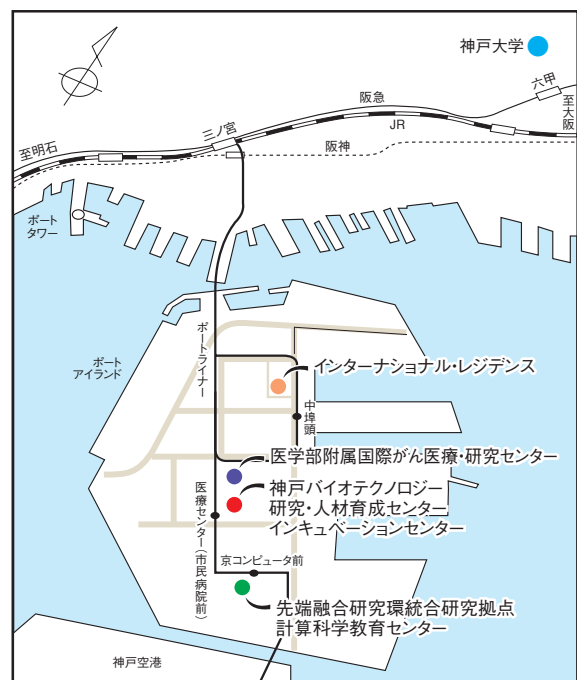 神戸大学
六甲
至大阪
阪急
JR
三ノ宮
阪神
至明石
ポート
タワー
ポートライナー
ポート
アイランド
インターナショナル・レジデンス
中埠頭
医学部附属国際がん医療・研究センター
神戸バイオテクノロジー
研究・人材育成センター
インキュベーションセンター
医療センター（市民病院前）
京コンピュータ前
先端融合研究環統合研究拠点
計算科学教育センター
神戸空港